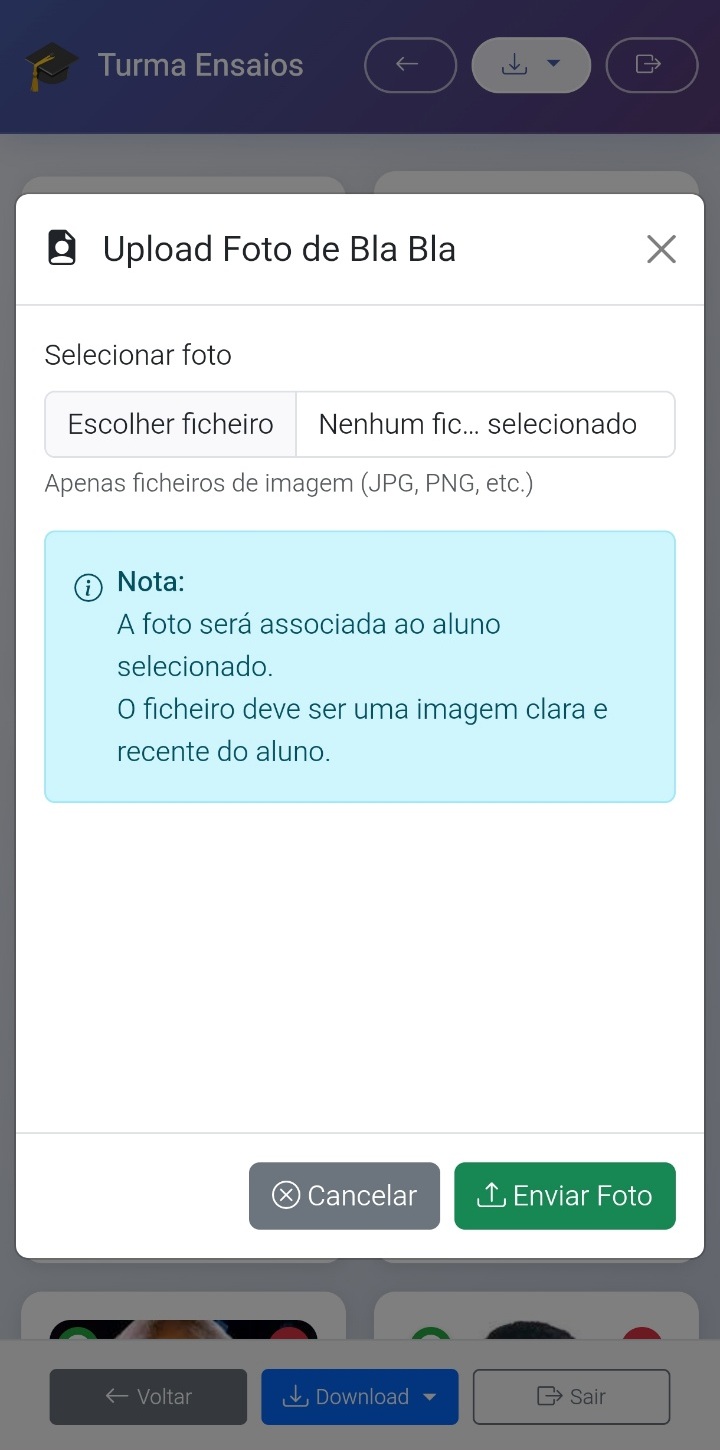 Turma Ensaios
Upload Foto de Bla Bla
Selecionar foto
Escolher ficheiro
Nenhum fic... selecionado
Apenas ficheiros de imagem (JPG, PNG, etc.)
Nota:
A foto será associada ao aluno
selecionado.
O ficheiro deve ser uma imagem clara e
recente do aluno.
Cancelar
Enviar Foto
Voltar
Download
Sair